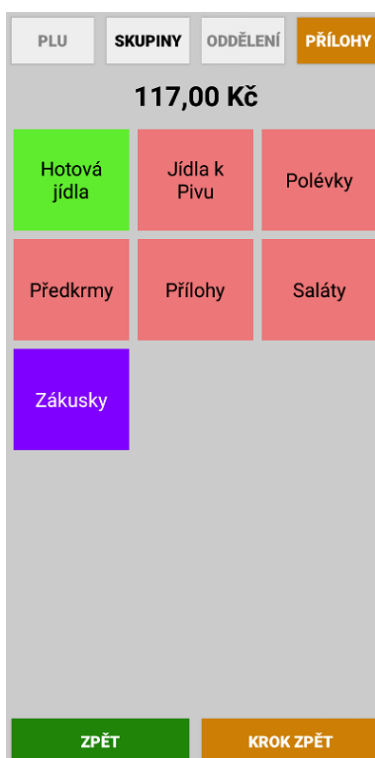 PLU SKUPINY ODDĚLENÍ PŘÍLOHY
117,00 Kč
Hotová jídla
Jídla k Pivu
Polévky
Předkrmy
Přílohy
Saláty
Zákusky
ZPĚT
KROK ZPĚT